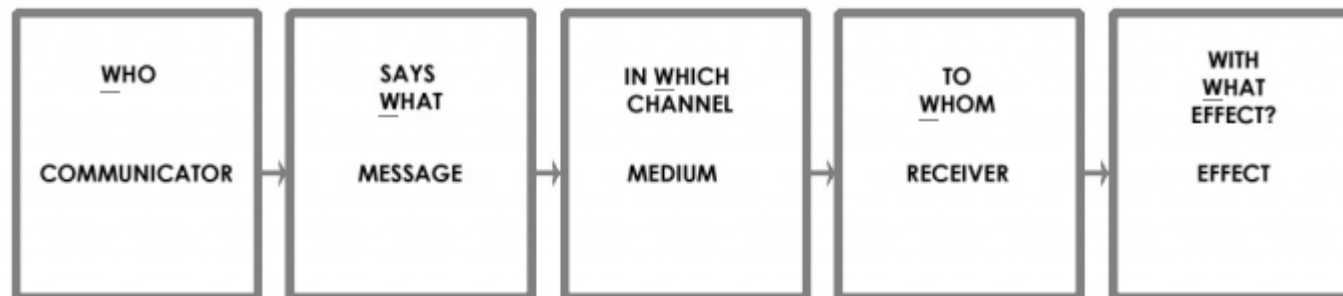 WHO
COMMUNICATOR
SAYS
WHAT
MESSAGE
IN WHICH
CHANNEL
MEDIUM
TO
WHOM
RECEIVER
WITH
WHAT
EFFECT?
EFFECT